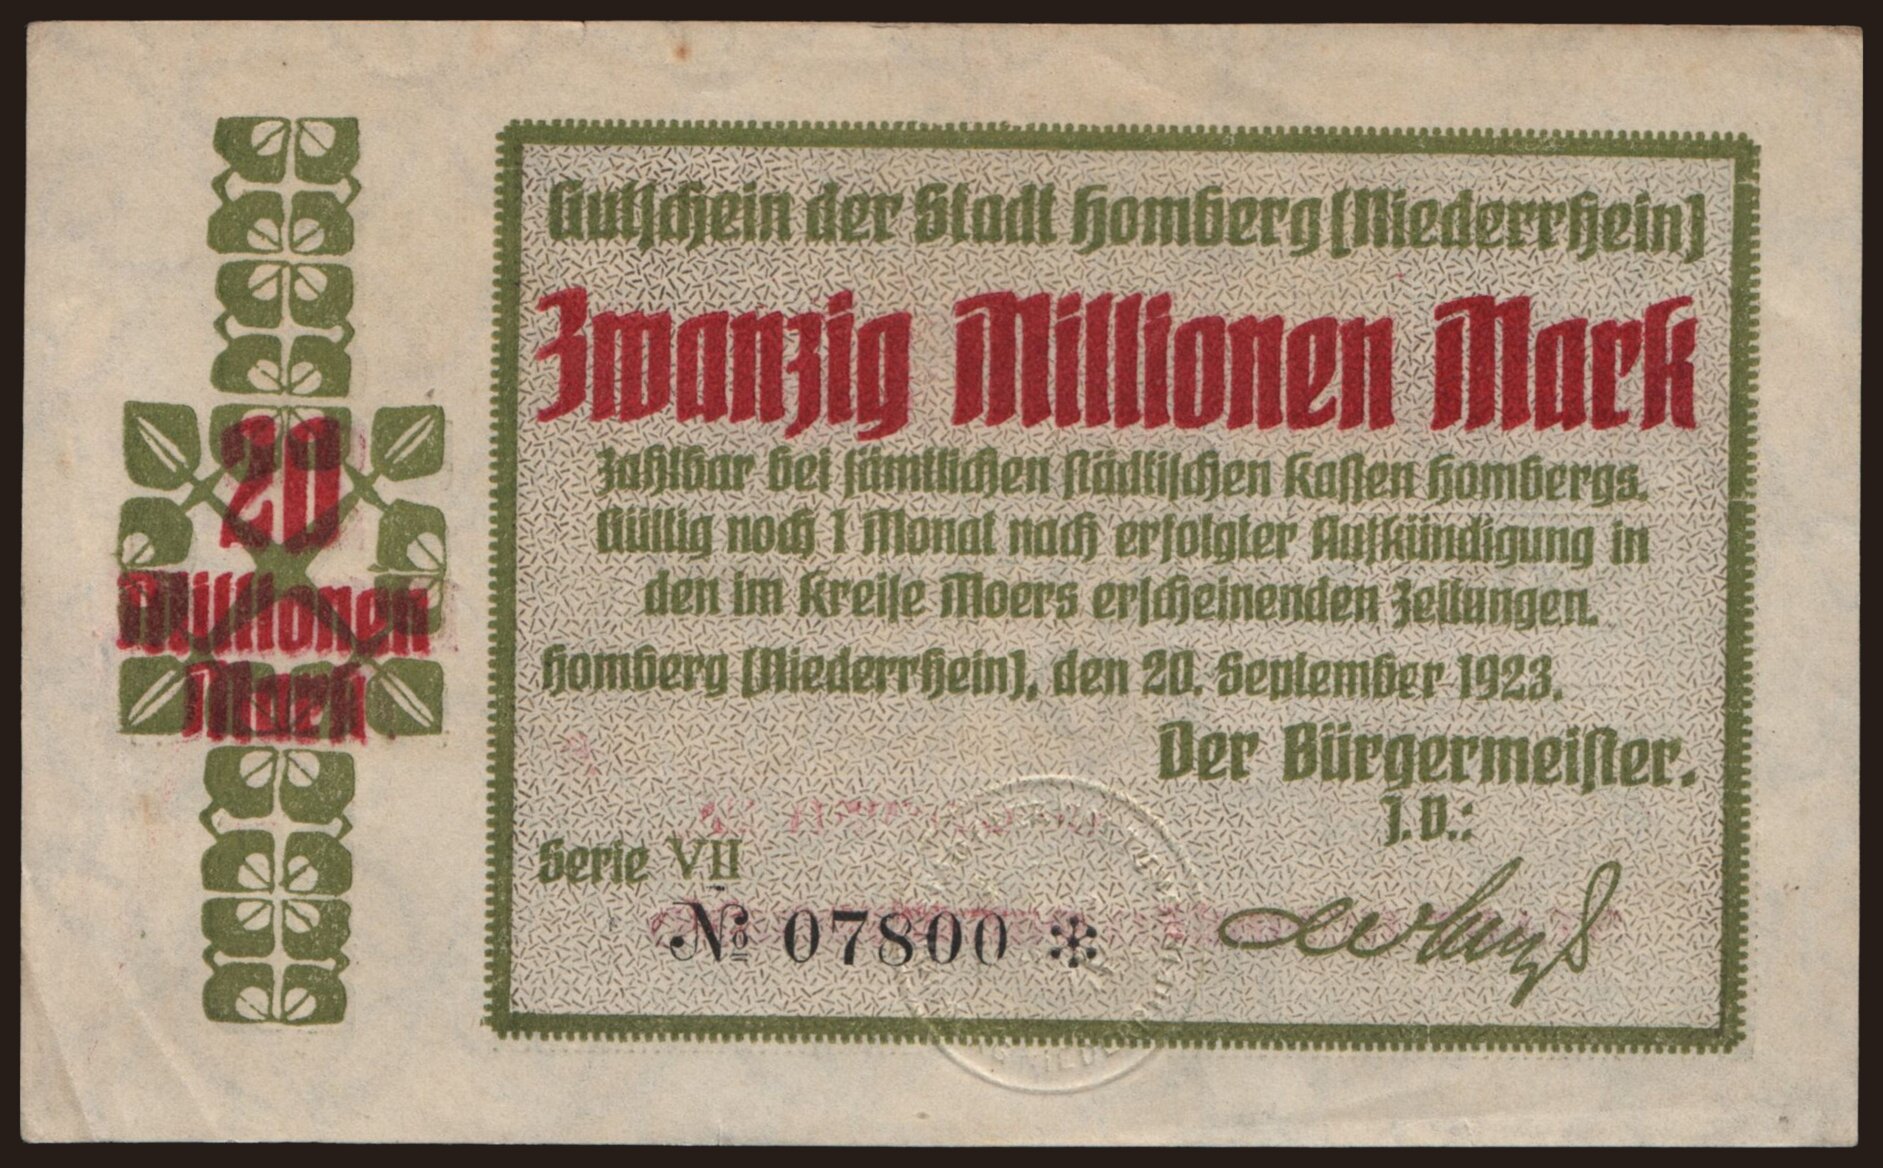 Gutschein der Stadt Homberg (Niederrhein)
Zwanzig Millionen Mark
Zahlbar bei sämtlichen städtischen Kassen Hombergs.
Gültig noch 1 Monat nach erfolgter Aufkündigung in
den im Kreise Moers erscheinenden Zeitungen.
Homberg (Niederrhein), den 20. September 1923.
Der Bürgermeister.
J. V.:
Serie VII
№ 07800 *
20
Millionen
Mark